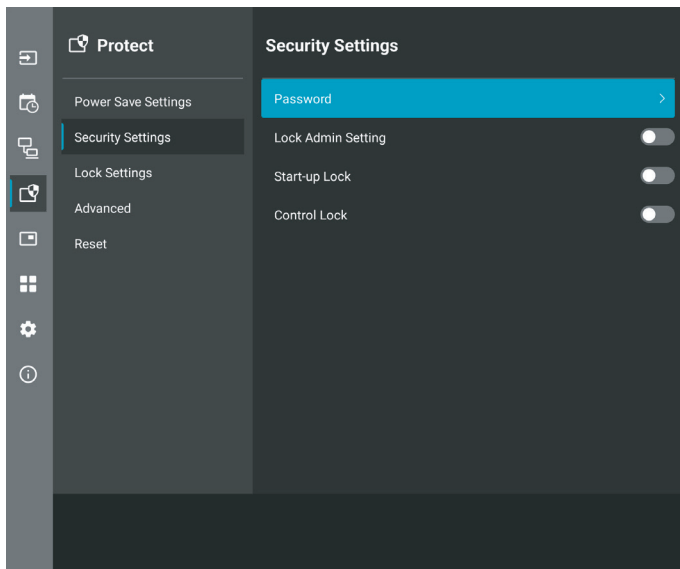 Protect
Power Save Settings
Security Settings
Lock Settings
Advanced
Reset
Security Settings
Password
Lock Admin Setting
Start-up Lock
Control Lock